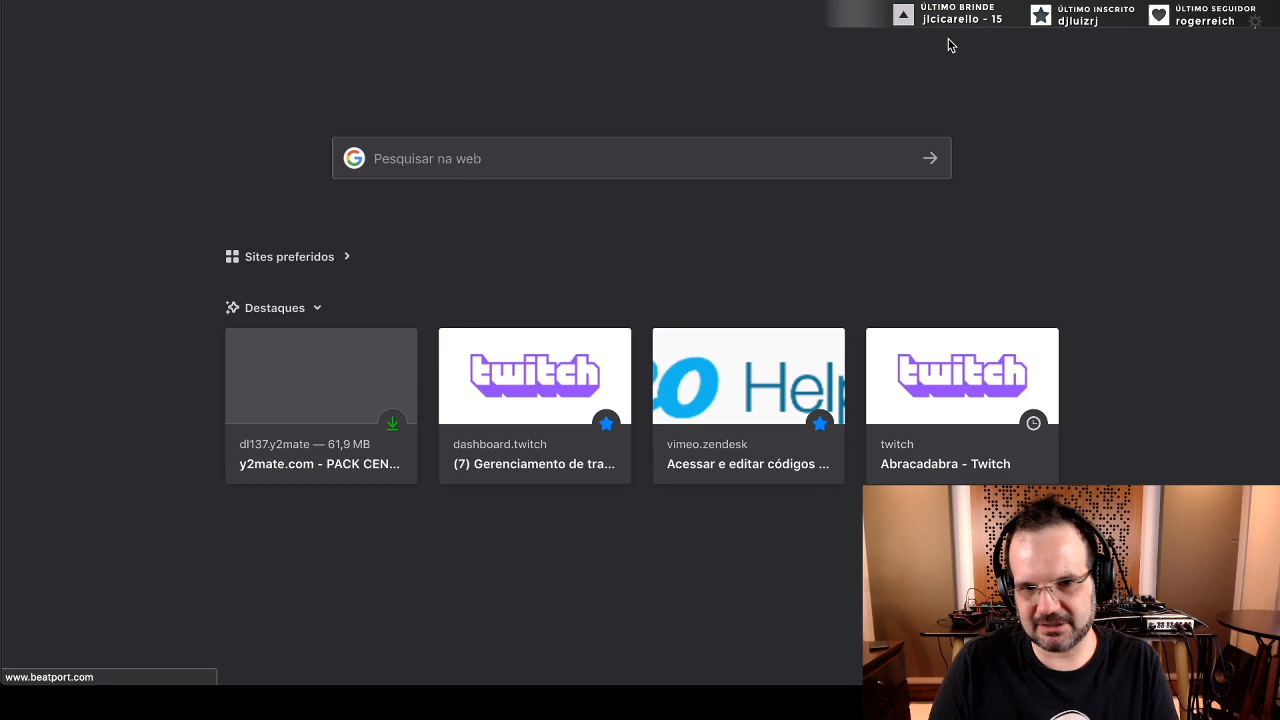 ÚLTIMO BRINDE
jlcicarello - 15
ÚLTIMO INSCRITO
djluizrj
ÚLTIMO SEGUIDOR
rogerreich
Pesquisar na web
Sites preferidos
Destaques
twitch
Help
twitch
dl137.y2mate — 61,9 MB
y2mate.com - PACK CEN...
dashboard.twitch
(7) Gerenciamento de tra...
vimeo.zendesk
Acessar e editar códigos ...
twitch
Abracadabra - Twitch
www.beatport.com